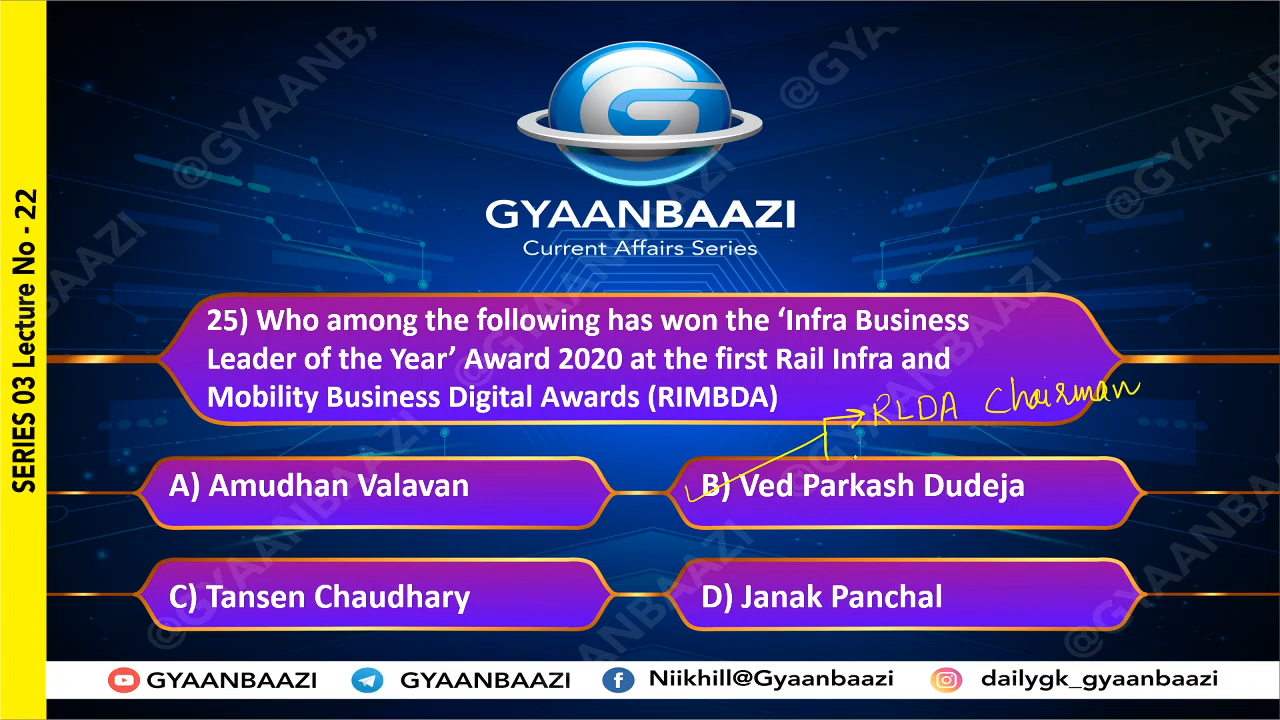 SERIES 03 Lecture No - 22
@GYAANBAAZI
G
GYAANBAAZI
Current Affairs Series
25) Who among the following has won the ‘Infra Business
Leader of the Year’ Award 2020 at the first Rail Infra and
Mobility Business Digital Awards (RIMBDA)
RLDA Chairman
A) Amudhan Valavan
B) Ved Parkash Dudeja
C) Tansen Chaudhary
D) Janak Panchal
GYAANBAAZI GYAANBAAZI Niikhill@Gyaanbaazi dailygk_gyaanbaazi